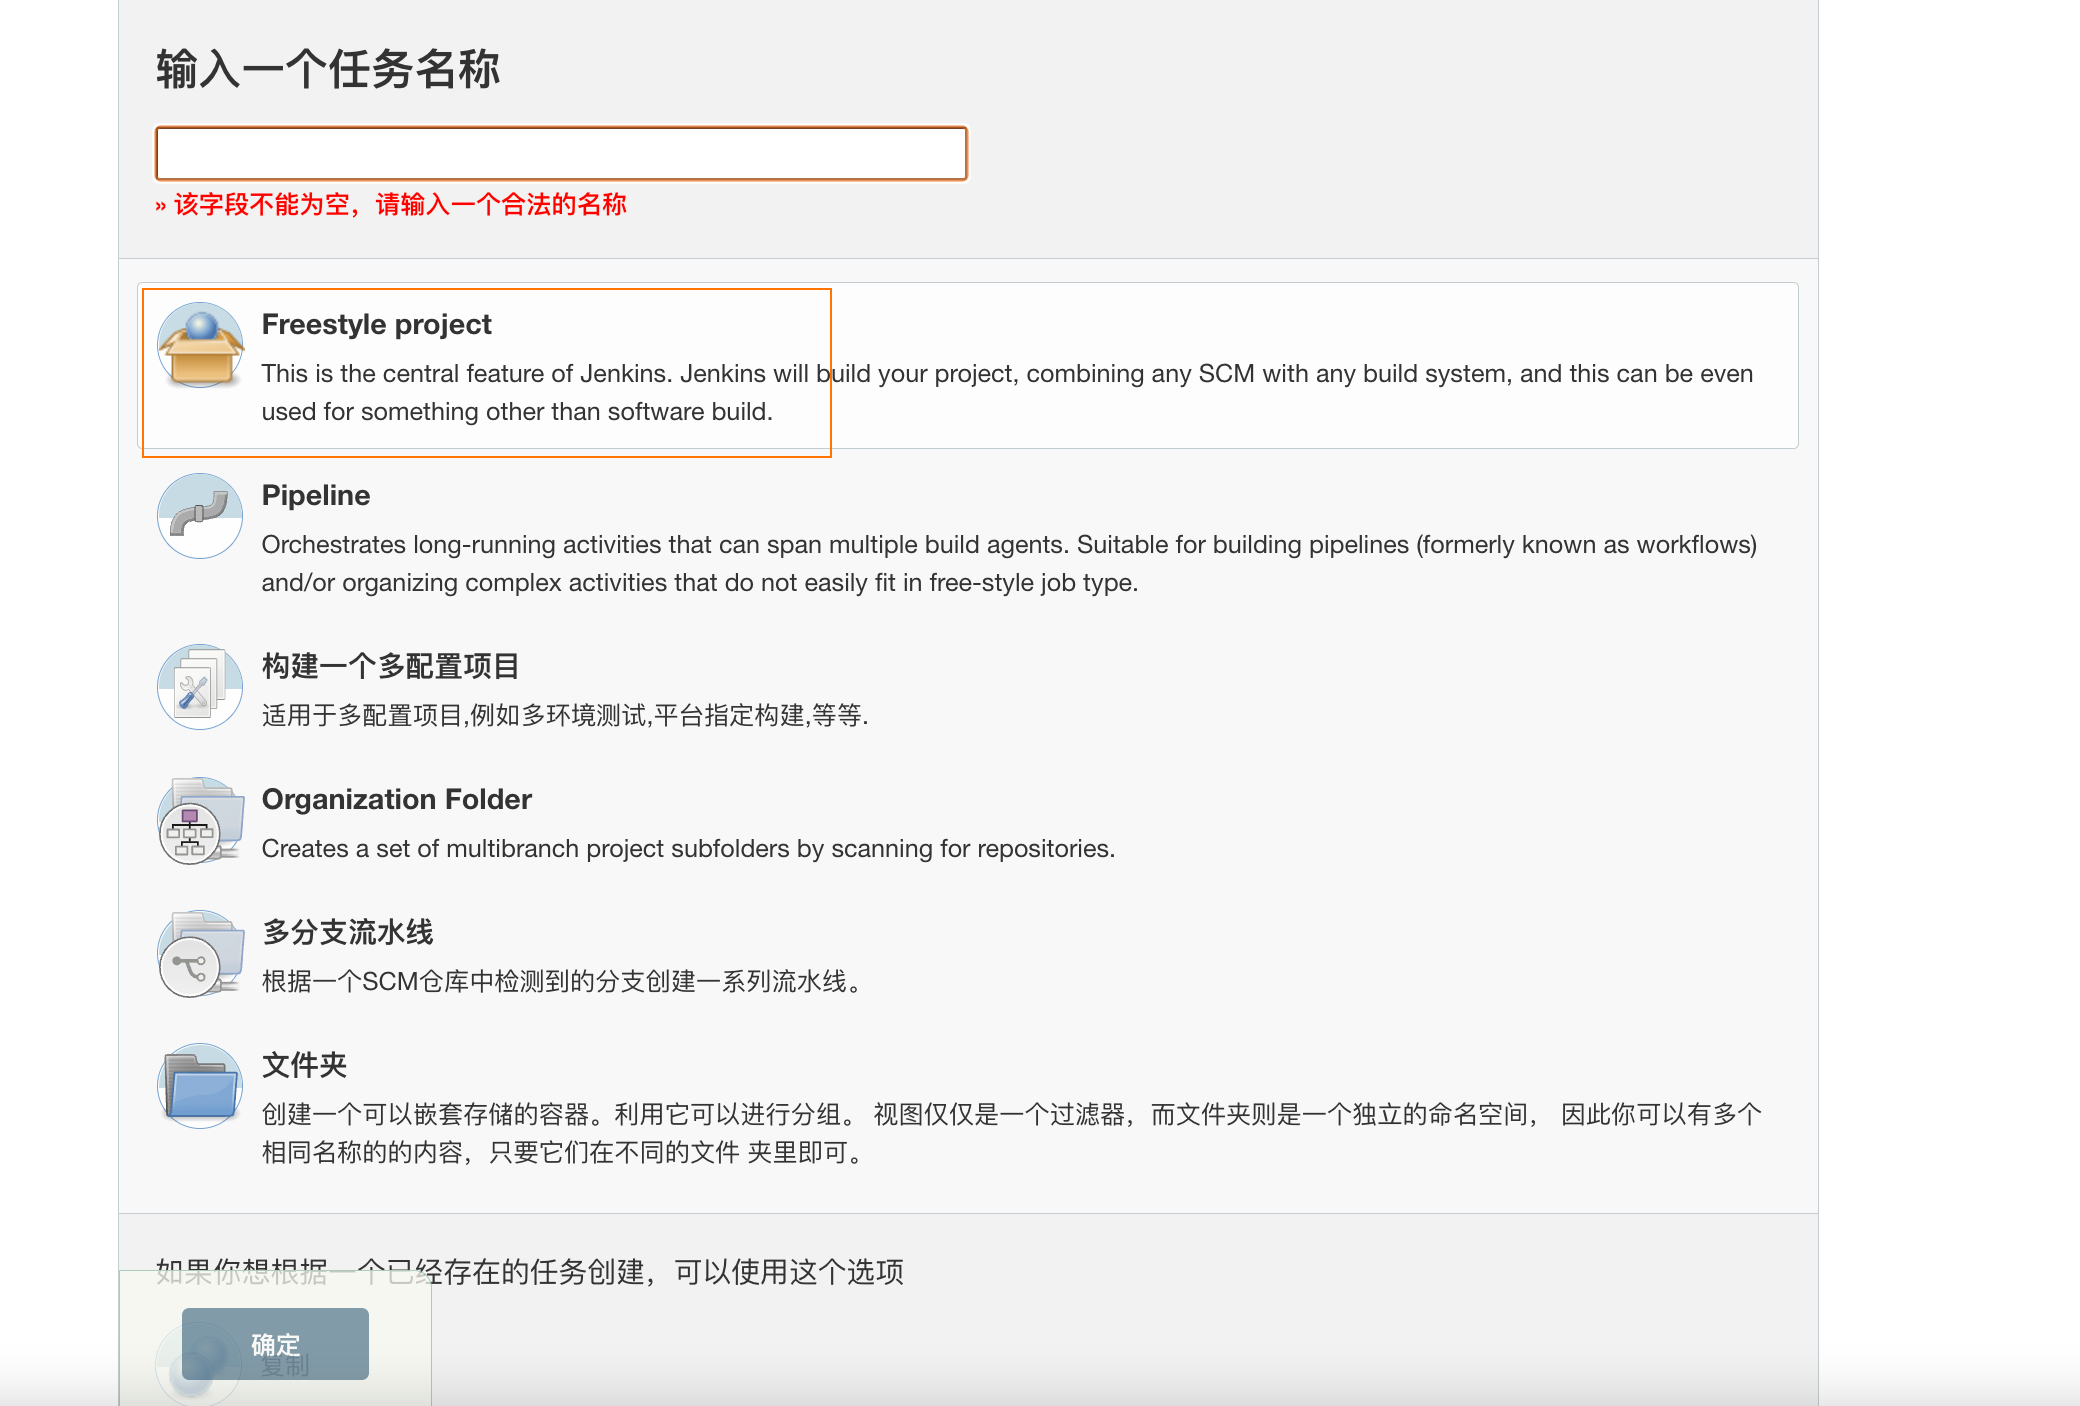 输入一个任务名称
» 该字段不能为空，请输入一个合法的名称
Freestyle project
This is the central feature of Jenkins. Jenkins will build your project, combining any SCM with any build system, and this can be even
used for something other than software build.
Pipeline
Orchestrates long-running activities that can span multiple build agents. Suitable for building pipelines (formerly known as workflows)
and/or organizing complex activities that do not easily fit in free-style job type.
构建一个多配置项目
适用于多配置项目,例如多环境测试,平台指定构建,等等.
Organization Folder
Creates a set of multibranch project subfolders by scanning for repositories.
多分支流水线
根据一个SCM仓库中检测到的分支创建一系列流水线。
文件夹
创建一个可以嵌套存储的容器。利用它可以进行分组。 视图仅仅是一个过滤器，而文件夹则是一个独立的命名空间， 因此你可以有多个
相同名称的的内容，只要它们在不同的文件 夹里即可。
如果你想根据一个已经存在的任务创建，可以使用这个选项
确定
复制